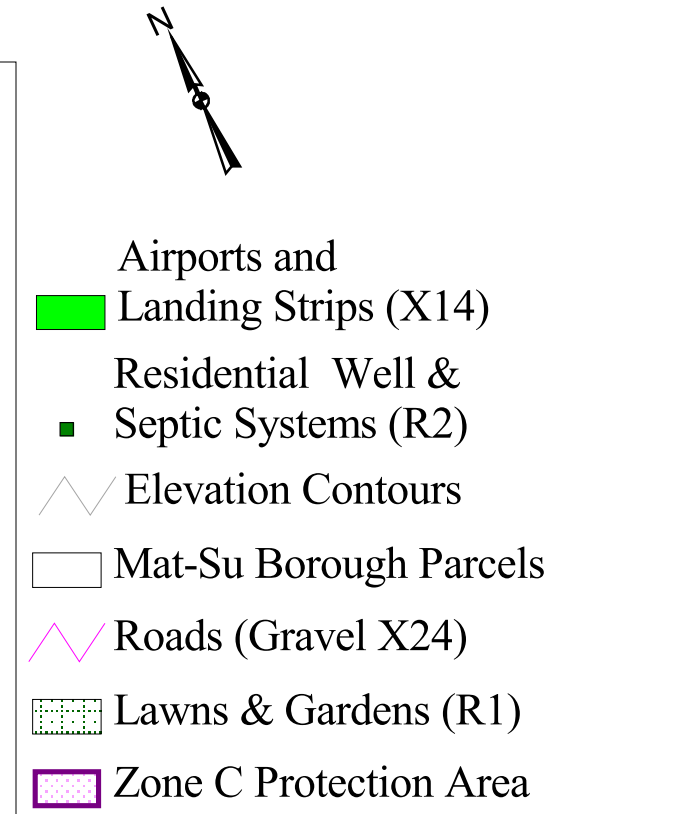 N
Airports and
Landing Strips (X14)
Residential  Well &
Septic Systems (R2)
Elevation Contours
Mat-Su Borough Parcels
Roads (Gravel X24)
Lawns & Gardens (R1)
Zone C Protection Area